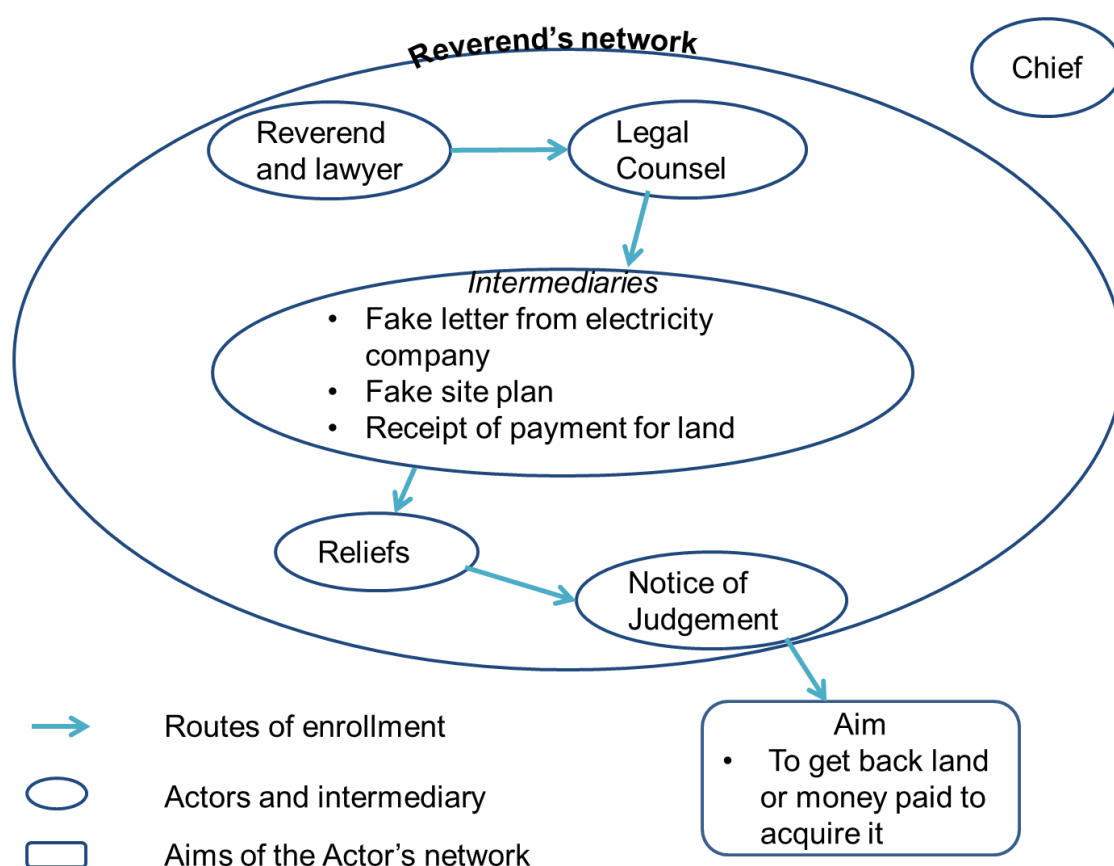 Reverend's network
Chief
Reverend
and lawyer
Legal
Counsel
Intermediaries
• Fake letter from electricity
company
• Fake site plan
• Receipt of payment for land
Reliefs
Notice of
Judgement
Aim
• To get back land
or money paid to
acquire it
Routes of enrollment
Actors and intermediary
Aims of the Actor's network